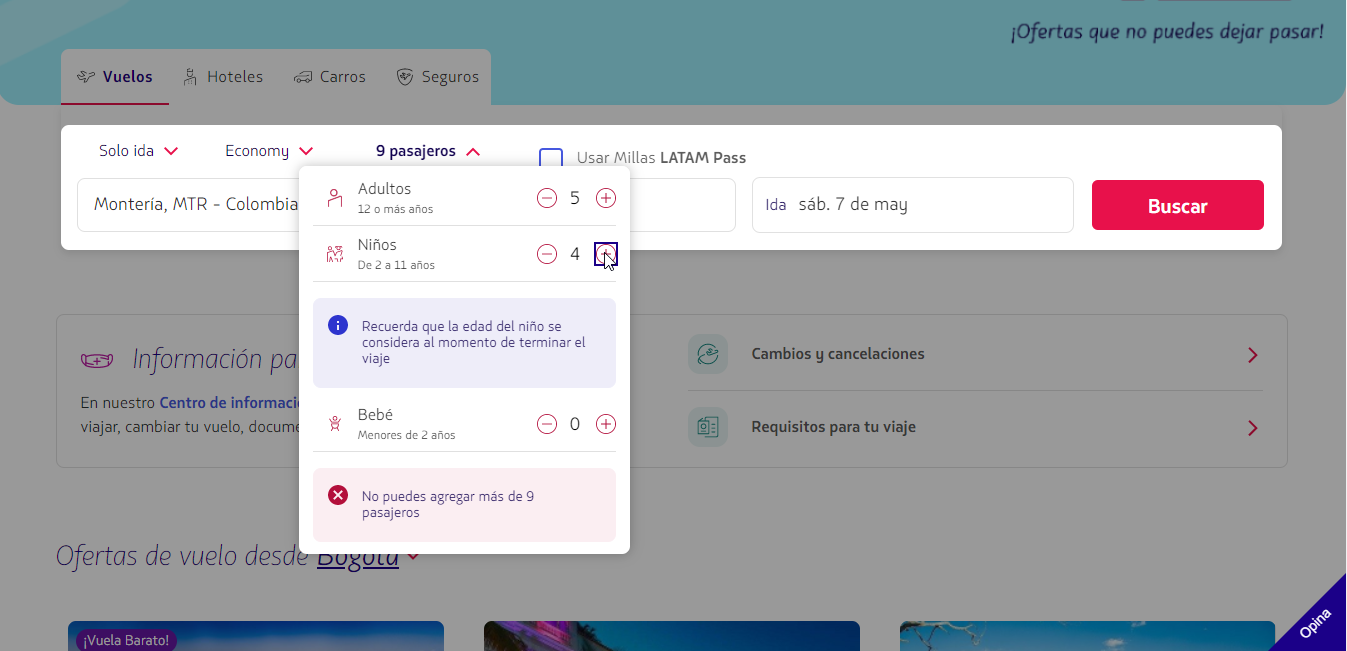 ¡Ofertas que no puedes dejar pasar!
Vuelos
Hoteles
Carros
Seguros
Solo ida
Economy
9 pasajeros
Usar Millas LATAM Pass
Montería, MTR - Colombia
Ida sáb. 7 de may
Buscar
Adultos
12 o más años
5
Niños
De 2 a 11 años
4
Recuerda que la edad del niño se
considera al momento de terminar el
viaje
Bebé
Menores de 2 años
0
No puedes agregar más de 9
pasajeros
Información pa
En nuestro Centro de informaci
viajar, cambiar tu vuelo, docume
Cambios y cancelaciones
Requisitos para tu viaje
Ofertas de vuelo desde Bogotá
¡Vuela Barato!
Opina